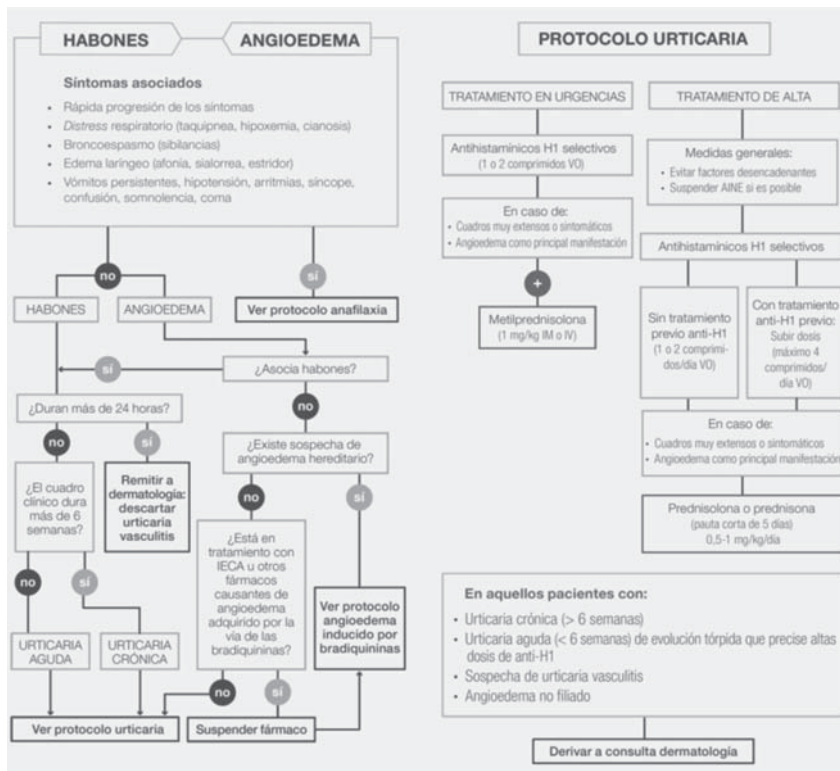 HABONES
ANGIOEDEMA
Síntomas asociados
• Rápida progresión de los síntomas
• Distress respiratorio (taquipnea, hipoxemia, cianosis)
• Broncoespasmo (sibilancias)
• Edema laríngeo (afonía, sialorrea, estridor)
• Vómitos persistentes, hipotensión, arritmias, síncope,
confusión, somnolencia, coma
no
sí
HABONES
ANGIOEDEMA
Ver protocolo anafilaxia
sí
¿Asocia habones?
¿Duran más de 24 horas?
no
no
sí
¿Existe sospecha de
angioedema hereditario?
¿El cuadro
clínico dura
más de 6
semanas?
Remitir a
dermatología:
descartar
urticaria
vasculitis
no
sí
no
sí
¿Está en
tratamiento con
IECA u otros
fármacos
causantes de
angioedema
adquirido por la
vía de las
bradiquininas?
Ver protocolo
angioedema
inducido por
bradiquininas
URTICARIA
AGUDA
URTICARIA
CRÓNICA
no
sí
Ver protocolo urticaria
Suspender fármaco
PROTOCOLO URTICARIA
TRATAMIENTO EN URGENCIAS
TRATAMIENTO DE ALTA
Antihistamínicos H1 selectivos
(1 o 2 comprimidos VO)
En caso de:
• Cuadros muy extensos o sintomáticos
• Angioedema como principal manifestación
+
Metilprednisolona
(1 mg/kg IM o IV)
Medidas generales:
• Evitar factores desencadenantes
• Suspender AINE si es posible
Antihistamínicos H1 selectivos
Sin tratamiento
previo anti-H1
(1 o 2 comprimi-
dos/día VO)
Con tratamiento
anti-H1 previo:
Subir dosis
(máximo 4
comprimidos/
día VO)
En caso de:
• Cuadros muy extensos o sintomáticos
• Angioedema como principal manifestación
Prednisolona o prednisona
(pauta corta de 5 días)
0,5-1 mg/kg/día
En aquellos pacientes con:
• Urticaria crónica (> 6 semanas)
• Urticaria aguda (< 6 semanas) de evolución tórpida que precise altas
dosis de anti-H1
• Sospecha de urticaria vasculitis
• Angioedema no filiado
Derivar a consulta dermatología